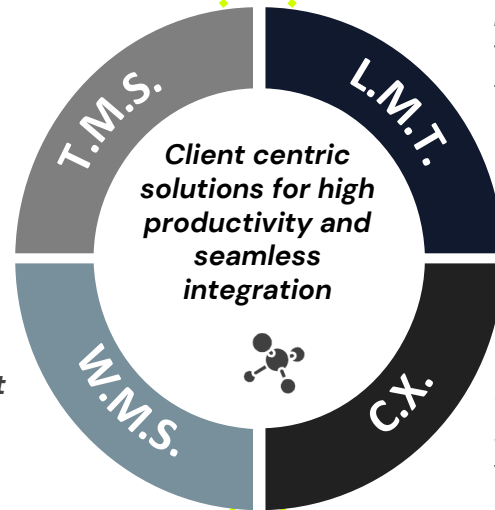 T.M.S.
L.M.T.
Client centric
solutions for high
productivity and
seamless
integration
W.M.S.
C.X.